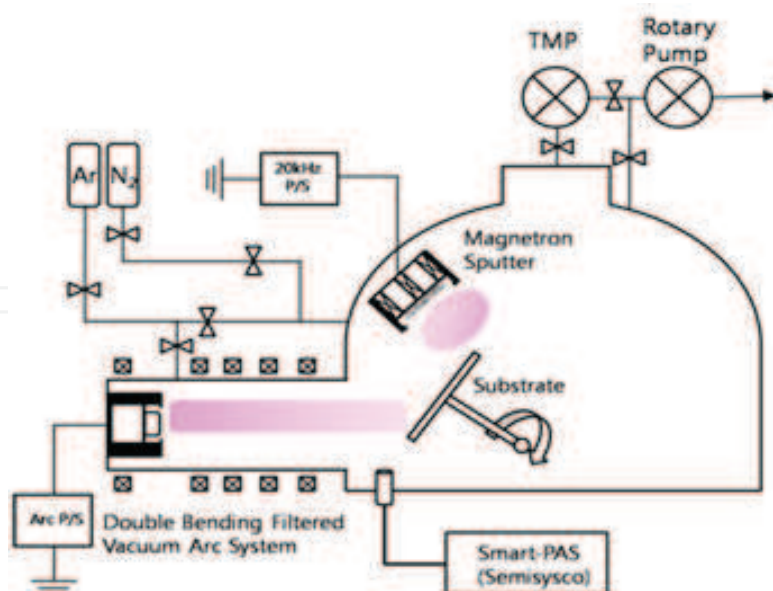 TMP
Rotary
Pump
Ar
N2
20kHz
P/S
Magnetron
Sputter
Substrate
Arc P/S
Double Bending Filtered
Vacuum Arc System
Smart-PAS
(Semisysco)